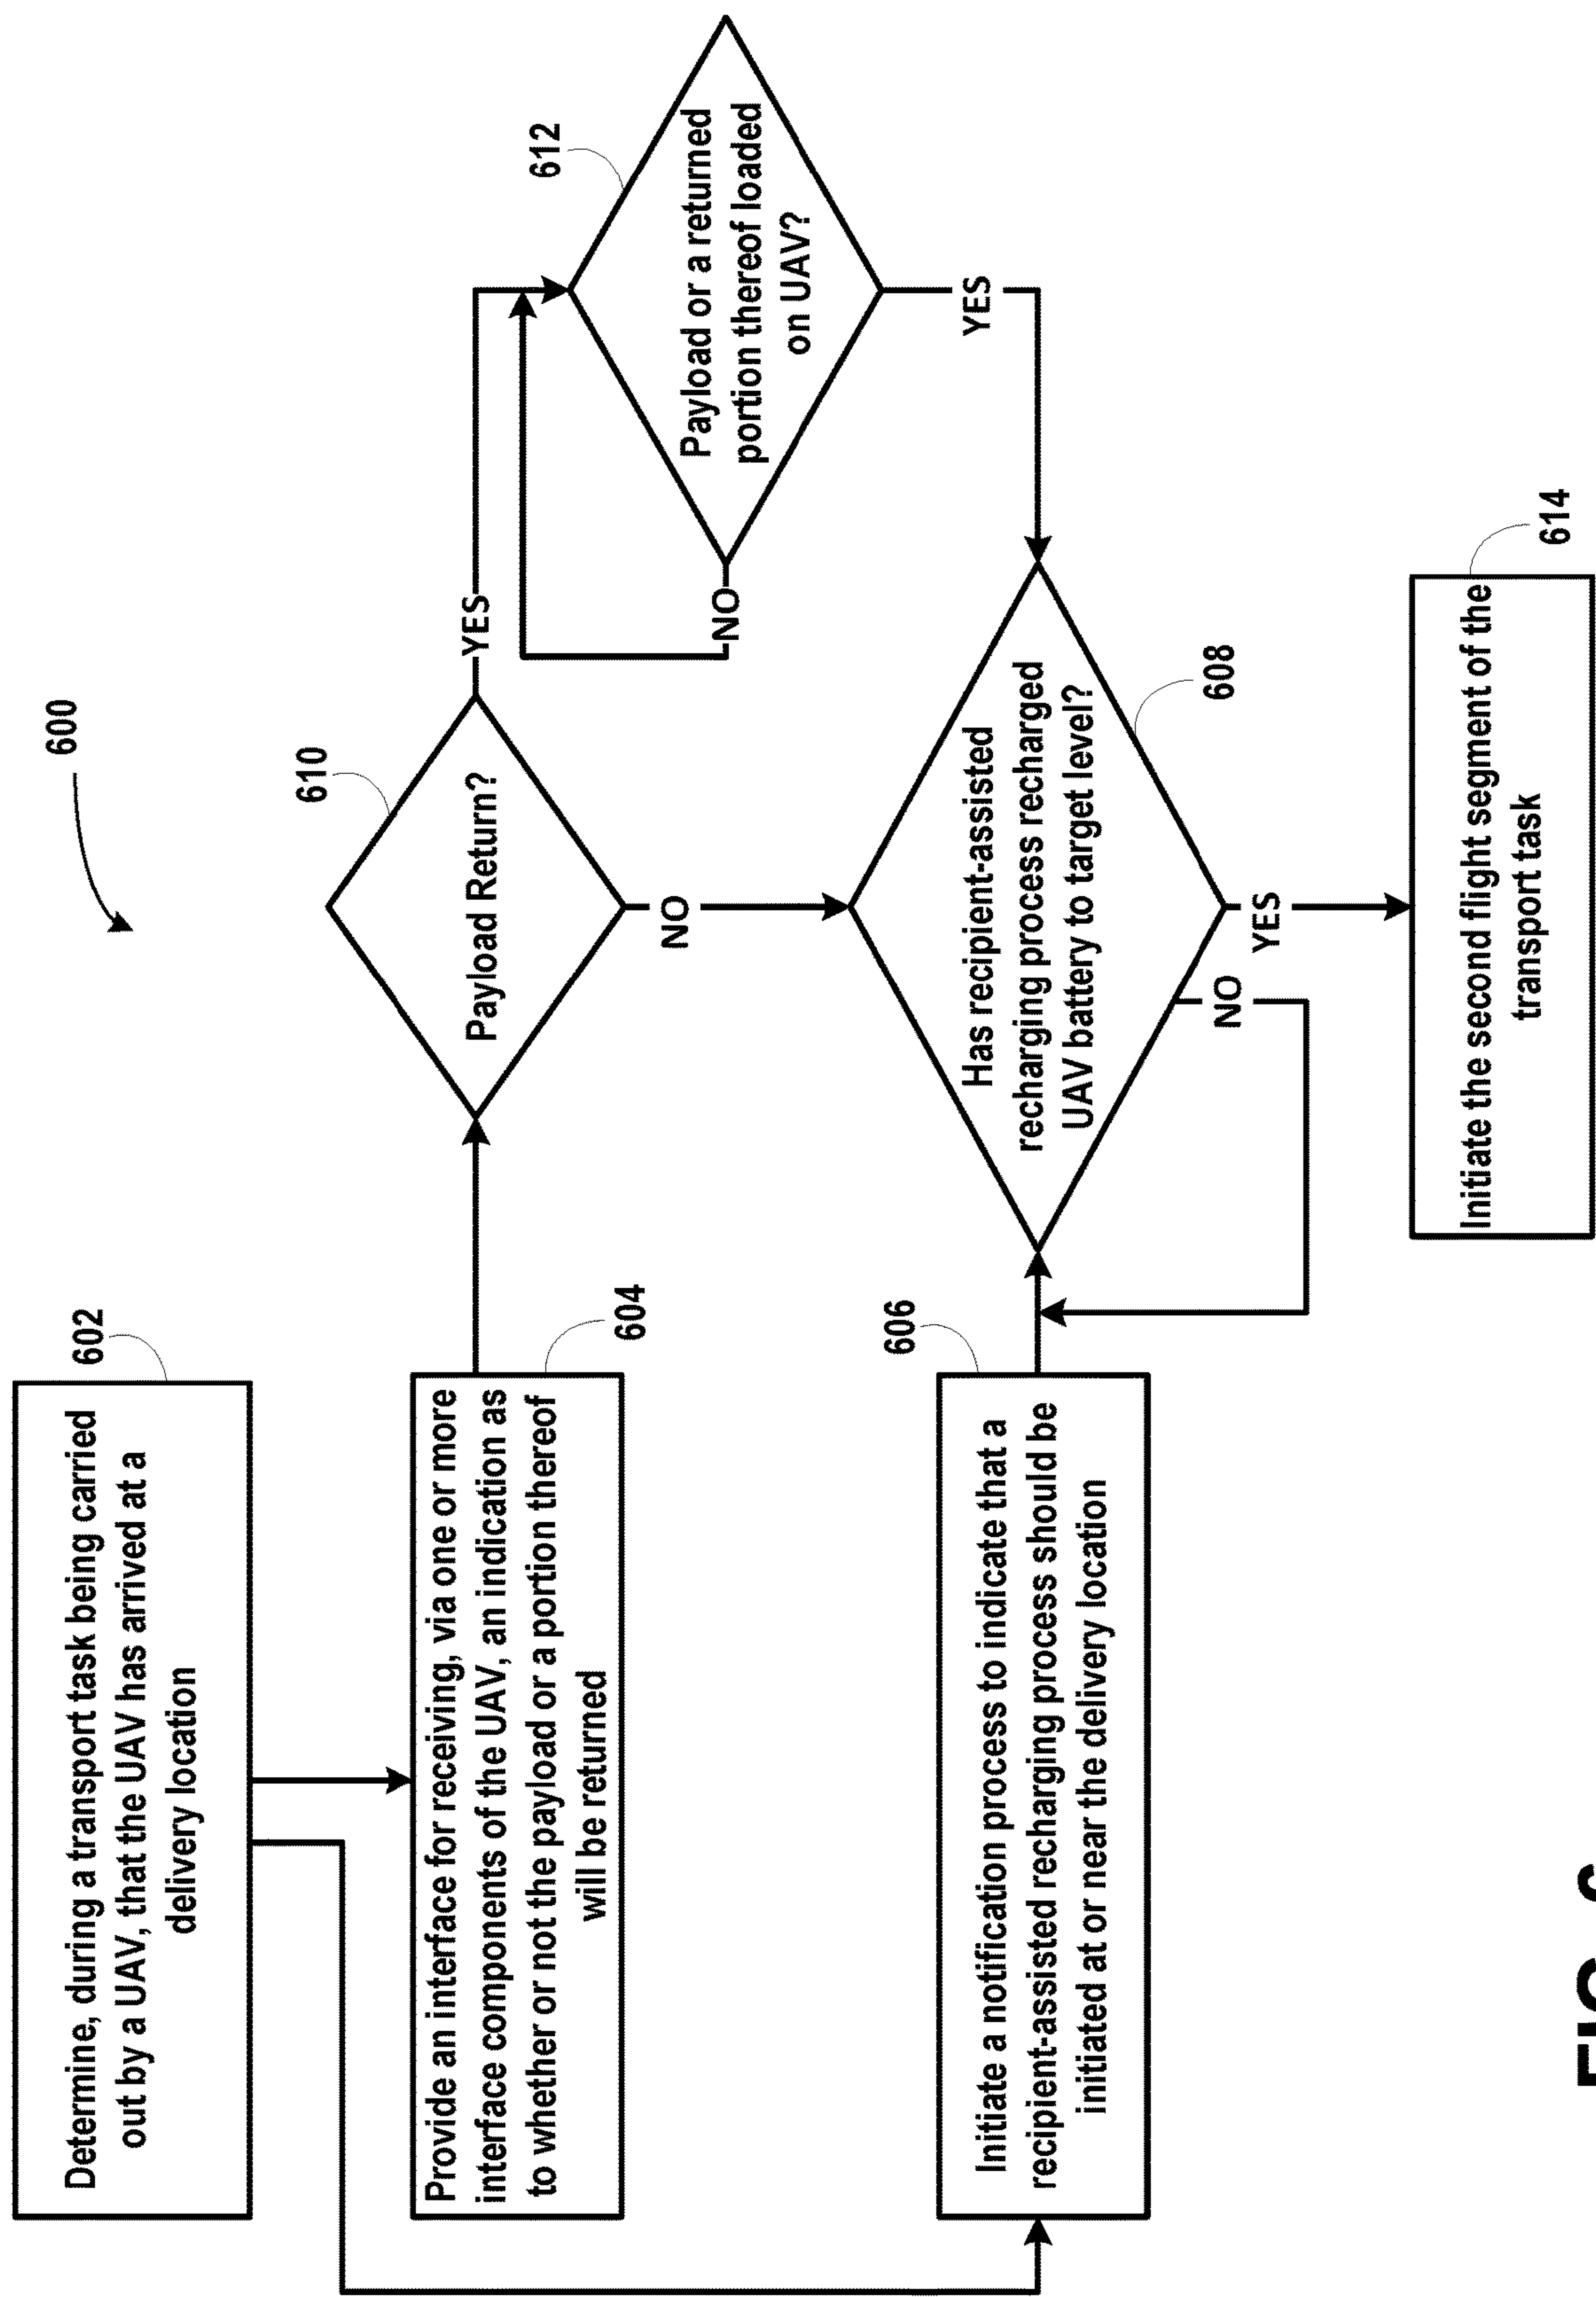 600
602
Determine, during a transport task being carried
out by a UAV, that the UAV has arrived at a
delivery location
604
Provide an interface for receiving, via one or more
interface components of the UAV, an indication as
to whether or not the payload or a portion thereof
will be returned
610
Payload Return?
YES
NO
612
Payload or a returned
portion thereof loaded
on UAV?
NO
YES
606
Initiate a notification process to indicate that a
recipient-assisted recharging process should be
initiated at or near the delivery location
608
Has recipient-assisted
recharging process recharged
UAV battery to target level?
NO
YES
614
Initiate the second flight segment of the
transport task